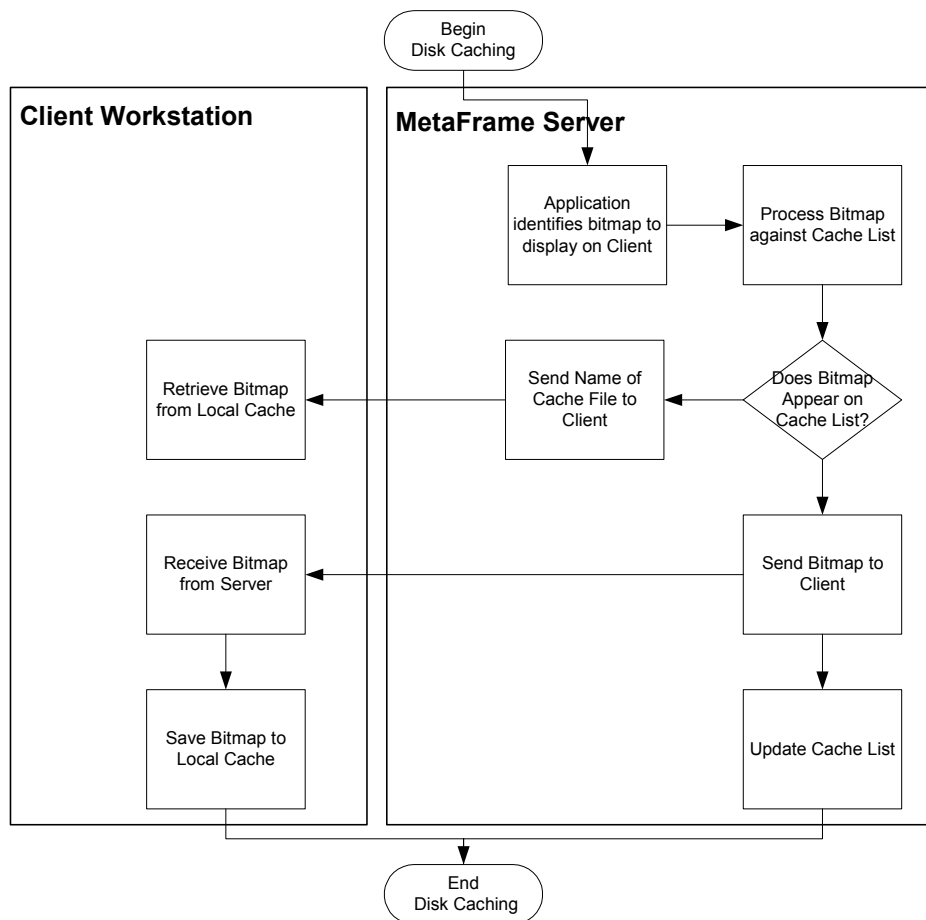 Begin
Disk Caching
Client Workstation
MetaFrame Server
Application
identifies bitmap to
display on Client
Process Bitmap
against Cache List
Retrieve Bitmap
from Local Cache
Send Name of
Cache File to
Client
Does Bitmap
Appear on
Cache List?
Receive Bitmap
from Server
Send Bitmap to
Client
Save Bitmap to
Local Cache
Update Cache List
End
Disk Caching